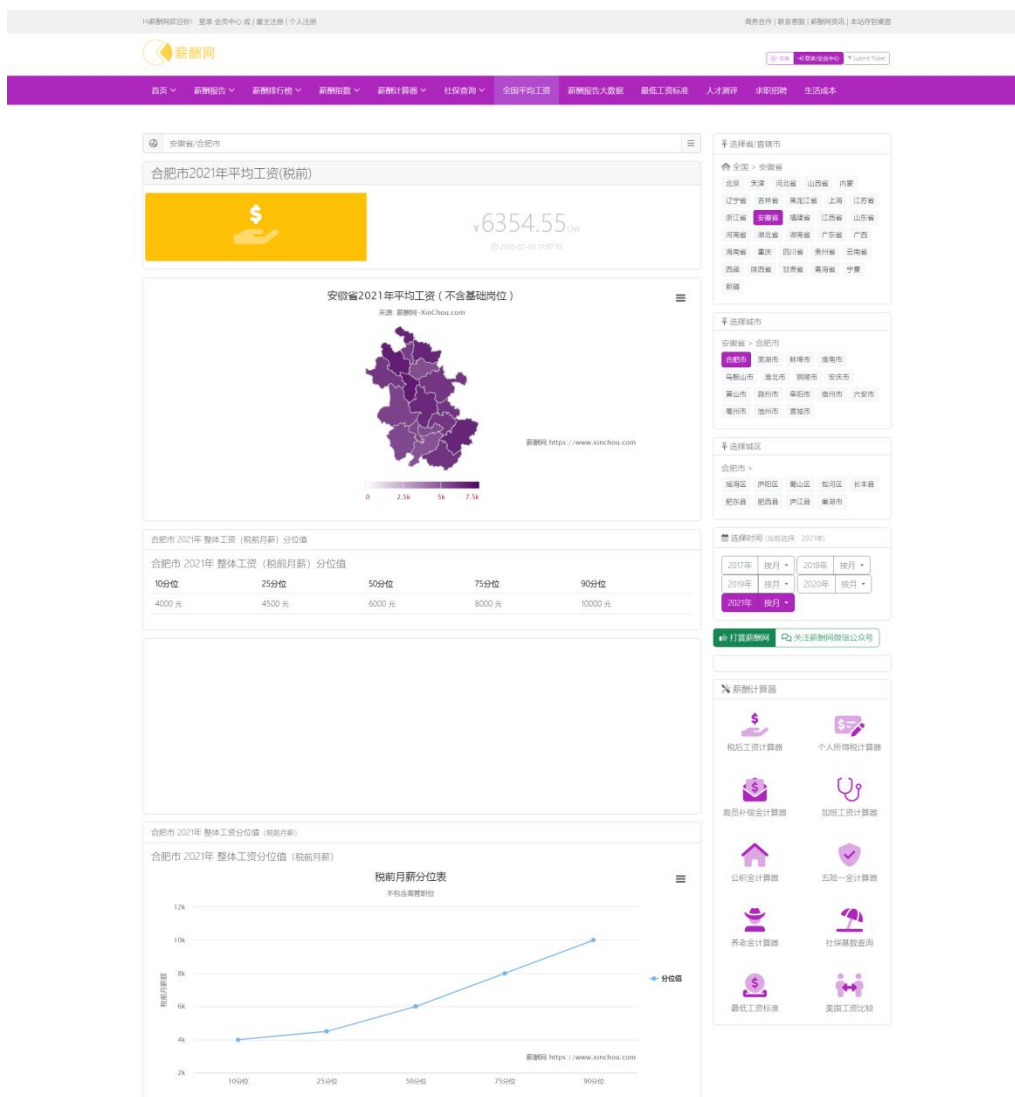 Hi薪酬网欢迎你! 登录 会员中心 或 | 雇主注册 | 个人注册
商务合作 | 联系客服 | 薪酬网资讯 | 本站存到桌面
薪酬网
注册 登录/会员中心 Submit Ticket
首页 薪酬报告 薪酬排行榜 薪酬指数 薪酬计算器 社保查询 全国平均工资 薪酬报告大数据 最低工资标准 人才测评 求职招聘 生活成本
安徽省/合肥市
合肥市2021年平均工资(税前)
¥6354.55CNY
安徽省2021年平均工资 ( 不含基础岗位 )
来源: 薪酬网-XinChou.com
薪酬网 https://www.xinchou.com
0 2.5k 5k 7.5k
合肥市 2021年 整体工资（税前月薪）分位值
合肥市 2021年 整体工资（税前月薪）分位值
10分位 25分位 50分位 75分位 90分位
4000 元 4500 元 6000 元 8000 元 10000 元
合肥市 2021年 整体工资分位值（税前月薪）
合肥市 2021年 整体工资分位值（税前月薪）
税前月薪分位表
不包含高管职位
12k
10k
8k
6k
4k
2k
税前月薪额
分位值
薪酬网 https://www.xinchou.com
10分位 25分位 50分位 75分位 90分位
选择省/直辖市
全国 > 安徽省
北京 天津 河北省 山西省 内蒙
辽宁省 吉林省 黑龙江省 上海 江苏省
浙江省 安徽省 福建省 江西省 山东省
河南省 湖北省 湖南省 广东省 广西
海南省 重庆 四川省 贵州省 云南省
西藏 陕西省 甘肃省 青海省 宁夏
新疆
选择城市
安徽省 > 合肥市
合肥市 芜湖市 蚌埠市 淮南市
马鞍山市 淮北市 铜陵市 安庆市
黄山市 滁州市 阜阳市 宿州市 六安市
亳州市 池州市 宣城市
选择城区
合肥市 >
瑶海区 庐阳区 蜀山区 包河区 长丰县
肥东县 肥西县 庐江县 巢湖市
选择时间 (当前选择 2021年)
2017年 按月 2018年 按月
2019年 按月 2020年 按月
2021年 按月
打赏薪酬网 关注薪酬网微信公众号
薪酬计算器
税后工资计算器 个人所得税计算器
裁员补偿金计算器 加班工资计算器
公积金计算器 五险一金计算器
养老金计算器 社保基数查询
最低工资标准 美国工资比较